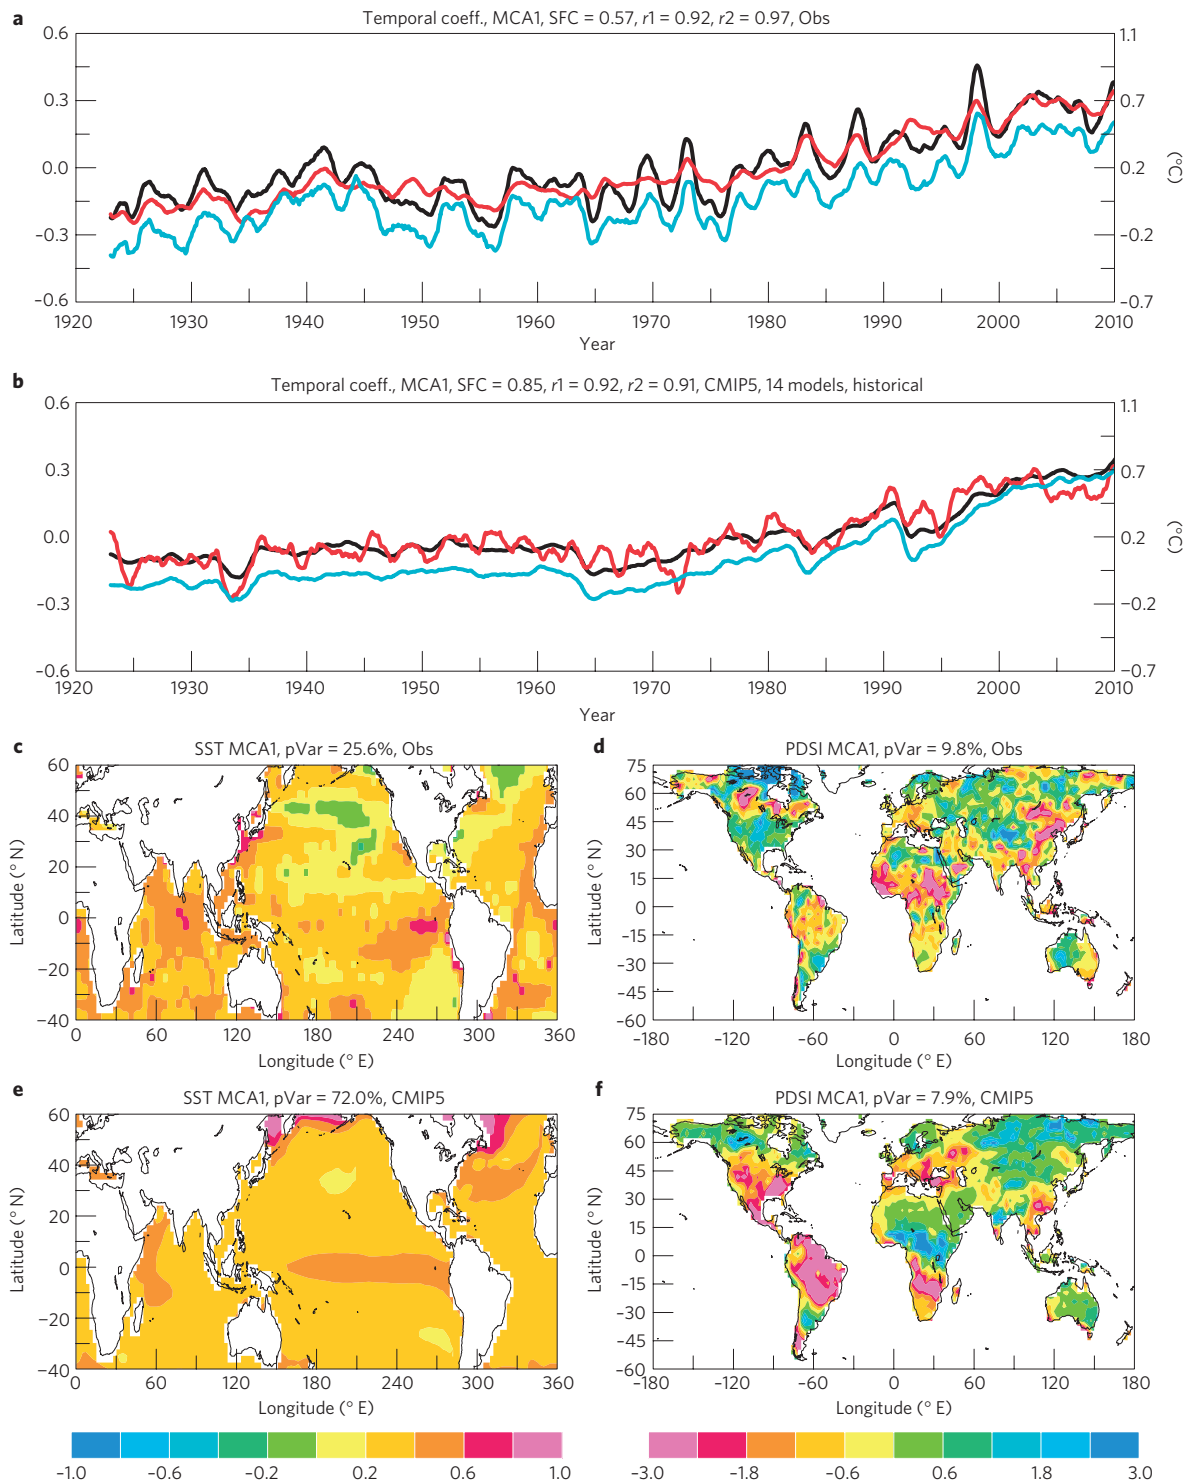 a
Temporal coeff., MCA1, SFC = 0.57, r1 = 0.92, r2 = 0.97, Obs
0.6
0.3
0.0
−0.3
−0.6
1.1
0.7
0.2
−0.2
−0.7
(°C)
1920 1930 1940 1950 1960 1970 1980 1990 2000 2010
Year
b
Temporal coeff., MCA1, SFC = 0.85, r1 = 0.92, r2 = 0.91, CMIP5, 14 models, historical
0.6
0.3
0.0
−0.3
−0.6
1.1
0.7
0.2
−0.2
−0.7
(°C)
1920 1930 1940 1950 1960 1970 1980 1990 2000 2010
Year
c
SST MCA1, pVar = 25.6%, Obs
Latitude (° N)
60
40
20
0
−20
−40
0 60 120 180 240 300 360
Longitude (° E)
d
PDSI MCA1, pVar = 9.8%, Obs
Latitude (° N)
75
60
45
30
15
0
−15
−30
−45
−60
−180 −120 −60 0 60 120 180
Longitude (° E)
e
SST MCA1, pVar = 72.0%, CMIP5
Latitude (° N)
60
40
20
0
−20
−40
0 60 120 180 240 300 360
Longitude (° E)
f
PDSI MCA1, pVar = 7.9%, CMIP5
Latitude (° N)
75
60
45
30
15
0
−15
−30
−45
−60
−180 −120 −60 0 60 120 180
Longitude (° E)
−1.0 −0.6 −0.2 0.2 0.6 1.0
−3.0 −1.8 −0.6 0.6 1.8 3.0